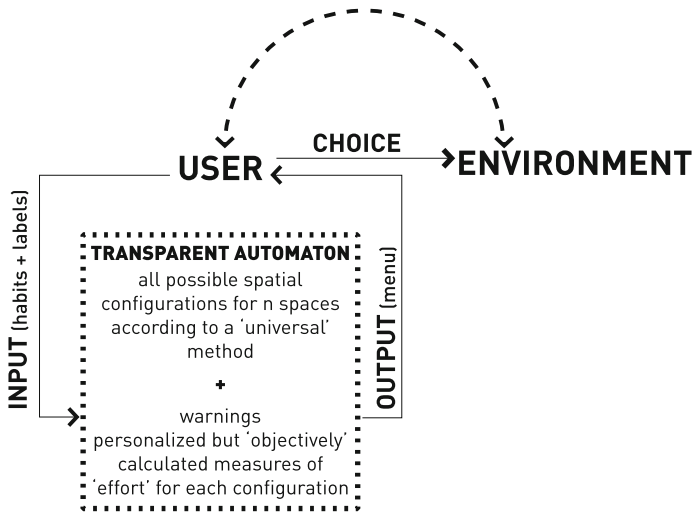 CHOICE
USER
ENVIRONMENT
INPUT (habits + labels)
TRANSPARENT AUTOMATON
all possible spatial
configurations for n spaces
according to a ‘universal’
method
+
warnings
personalized but ‘objectively’
calculated measures of
‘effort’ for each configuration
OUTPUT (menu)